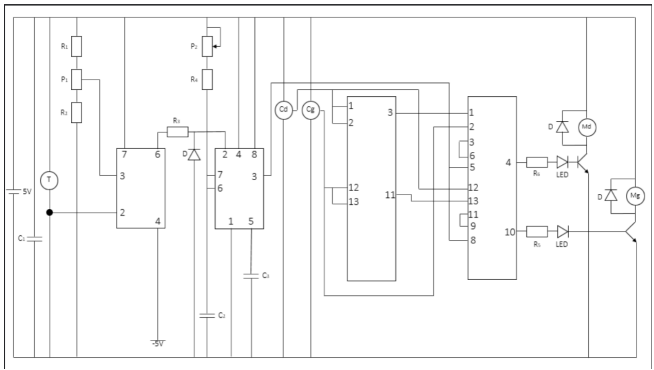 R₁
P₁
R₂
5V
C₁
T
7 6
3
2
4
-5V
R₃
D
P₂
R₄
2 4 8
7
6
3
1 5
C₂
C₃
Cd
Cg
1
2
3
12
13
11
1
2
3
6
5
4
12
13
11
9
8
10
R₆
LED
D
Md
R₅
LED
D
Mg